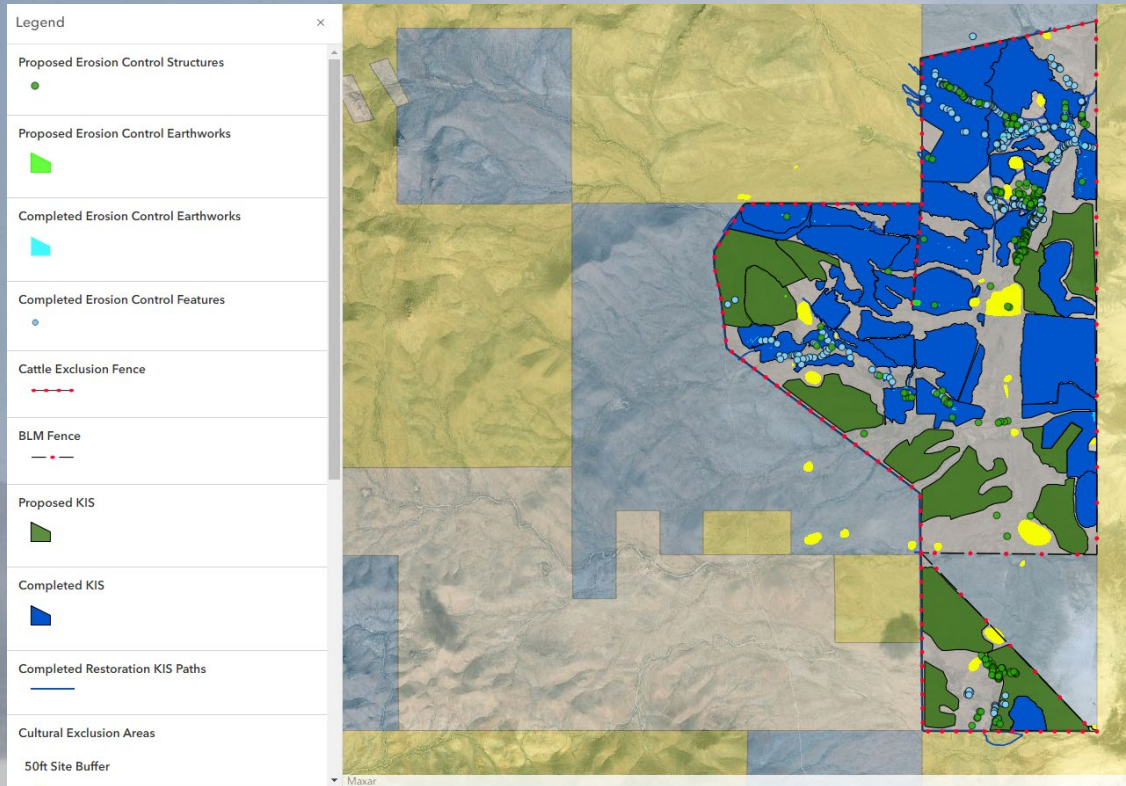 Legend ×
Proposed Erosion Control Structures
Proposed Erosion Control Earthworks
Completed Erosion Control Earthworks
Completed Erosion Control Features
Cattle Exclusion Fence
BLM Fence
Proposed KIS
Completed KIS
Completed Restoration KIS Paths
Cultural Exclusion Areas
50ft Site Buffer
Maxar